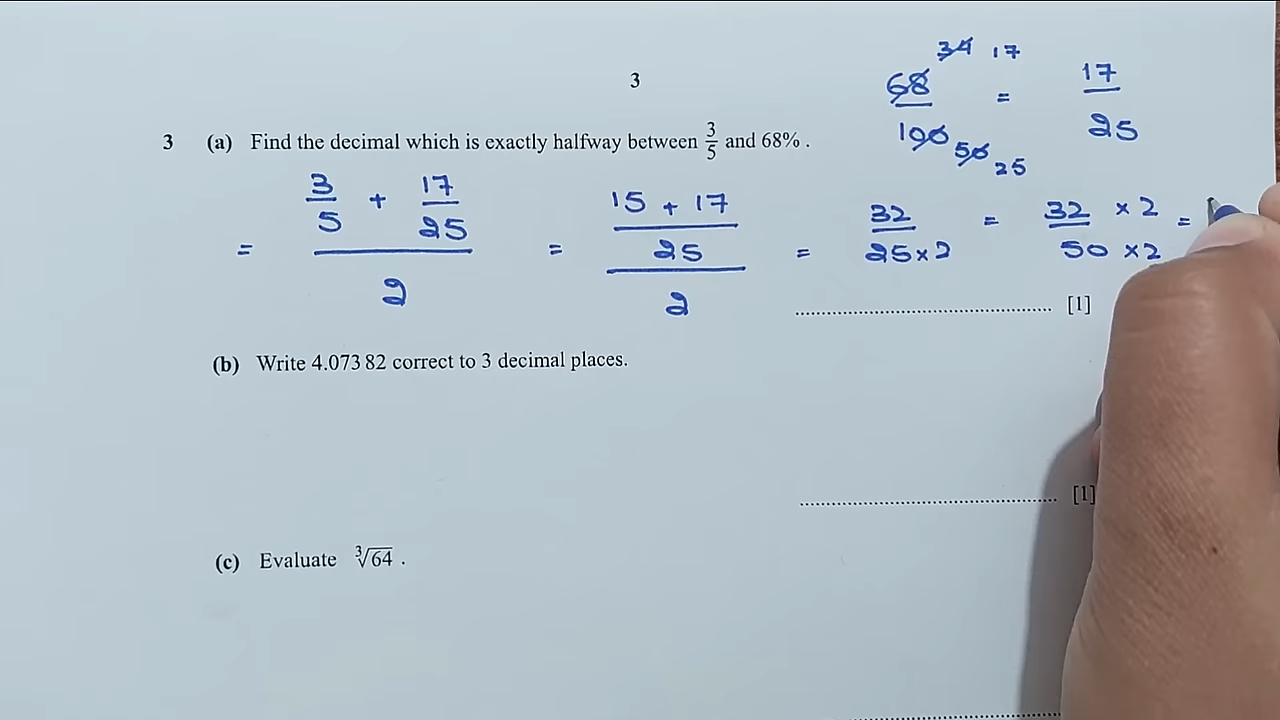 3
34 17
68/100 = 17/25
50 25
3 (a) Find the decimal which is exactly halfway between 3/5 and 68% .
= (3/5 + 17/25)/2 = ((15 + 17)/25)/2 = 32/(25 × 2) = 32 × 2/50 × 2 =
........................................ [1]
(b) Write 4.073 82 correct to 3 decimal places.
........................................ [1]
(c) Evaluate ∛64 .